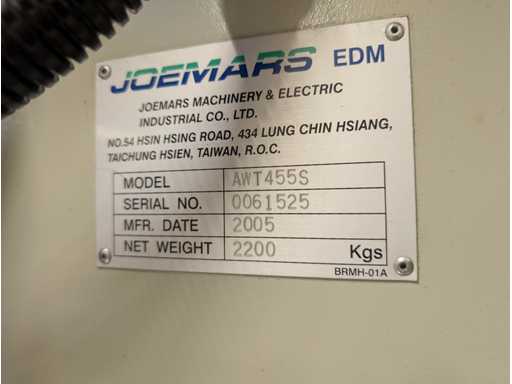 JOEMARS EDM
JOEMARS MACHINERY & ELECTRIC
INDUSTRIAL CO., LTD.
NO.54 HSIN HSING ROAD, 434 LUNG CHIN HSIANG,
TAICHUNG HSIEN, TAIWAN, R.O.C.
MODEL AWT455S
SERIAL NO. 0061525
MFR. DATE 2005
NET WEIGHT 2200 Kgs
BRMH-01A